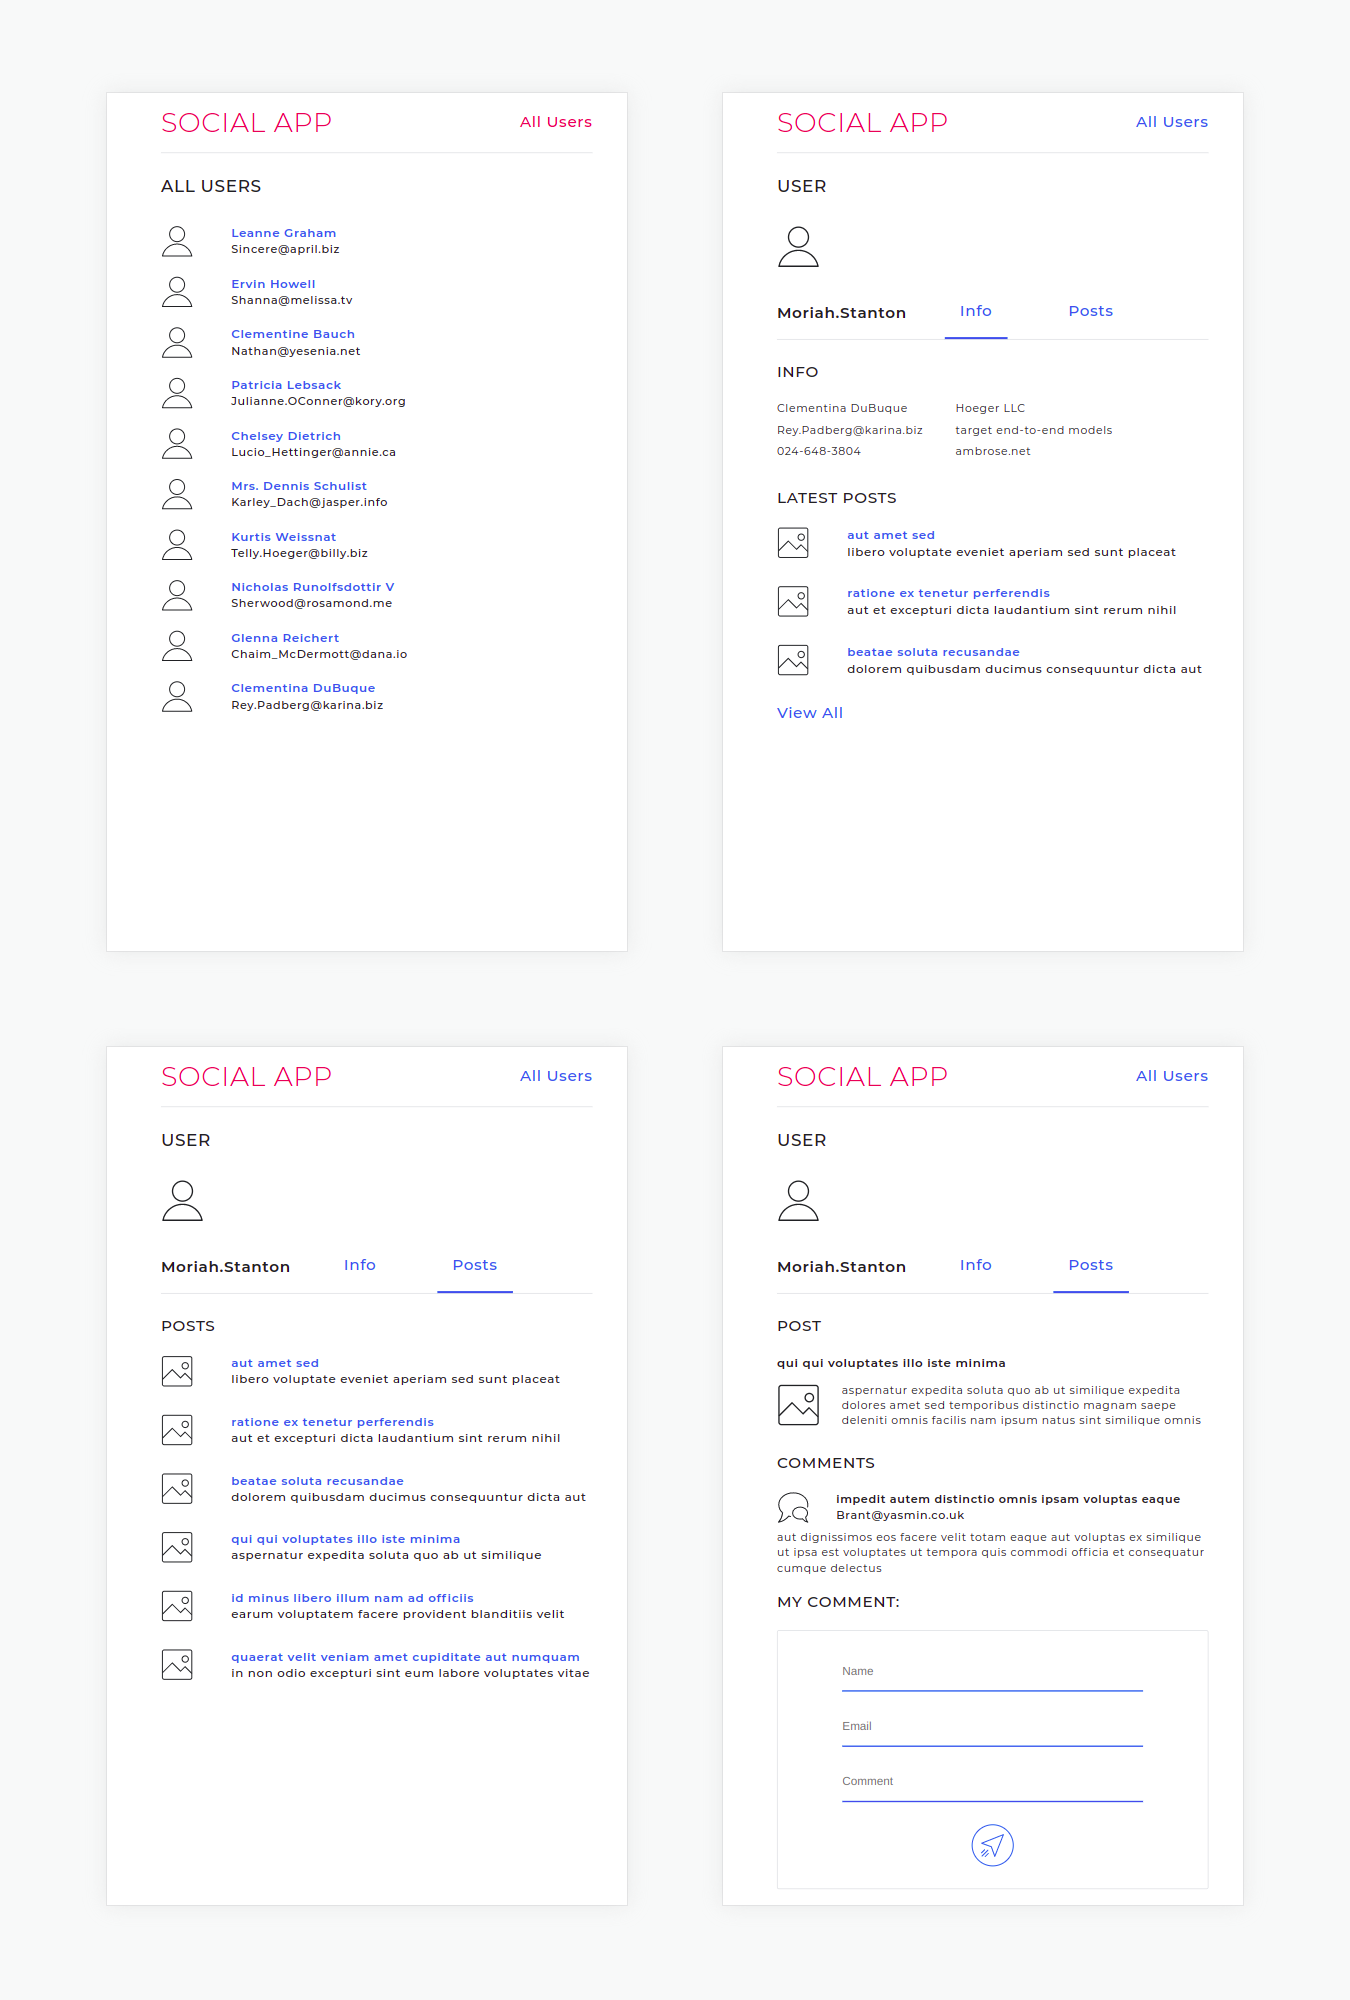 SOCIAL APP
All Users
ALL USERS
Leanne Graham
Sincere@april.biz
Ervin Howell
Shanna@melissa.tv
Clementine Bauch
Nathan@yesenia.net
Patricia Lebsack
Julianne.OConner@kory.org
Chelsey Dietrich
Lucio_Hettinger@annie.ca
Mrs. Dennis Schulist
Karley_Dach@jasper.info
Kurtis Weissnat
Telly.Hoeger@billy.biz
Nicholas Runolfsdottir V
Sherwood@rosamond.me
Glenna Reichert
Chaim_McDermott@dana.io
Clementina DuBuque
Rey.Padberg@karina.biz
SOCIAL APP
All Users
USER
Moriah.Stanton
Info
Posts
INFO
Clementina DuBuque
Rey.Padberg@karina.biz
024-648-3804
Hoeger LLC
target end-to-end models
ambrose.net
LATEST POSTS
aut amet sed
libero voluptate eveniet aperiam sed sunt placeat
ratione ex tenetur perferendis
aut et excepturi dicta laudantium sint rerum nihil
beatae soluta recusandae
dolorem quibusdam ducimus consequuntur dicta aut
View All
SOCIAL APP
All Users
USER
Moriah.Stanton
Info
Posts
POSTS
aut amet sed
libero voluptate eveniet aperiam sed sunt placeat
ratione ex tenetur perferendis
aut et excepturi dicta laudantium sint rerum nihil
beatae soluta recusandae
dolorem quibusdam ducimus consequuntur dicta aut
qui qui voluptates illo iste minima
aspernatur expedita soluta quo ab ut similique
id minus libero illum nam ad officiis
earum voluptatem facere provident blanditiis velit
quaerat velit veniam amet cupiditate aut numquam
in non odio excepturi sint eum labore voluptates vitae
SOCIAL APP
All Users
USER
Moriah.Stanton
Info
Posts
POST
qui qui voluptates illo iste minima
aspernatur expedita soluta quo ab ut similique expedita
dolores amet sed temporibus distinctio magnam saepe
deleniti omnis facilis nam ipsum natus sint similique omnis
COMMENTS
impedit autem distinctio omnis ipsam voluptas eaque
Brant@yasmin.co.uk
aut dignissimos eos facere velit totam eaque aut voluptas ex similique
ut ipsa est voluptates ut tempora quis commodi officia et consequatur
cumque delectus
MY COMMENT:
Name
Email
Comment